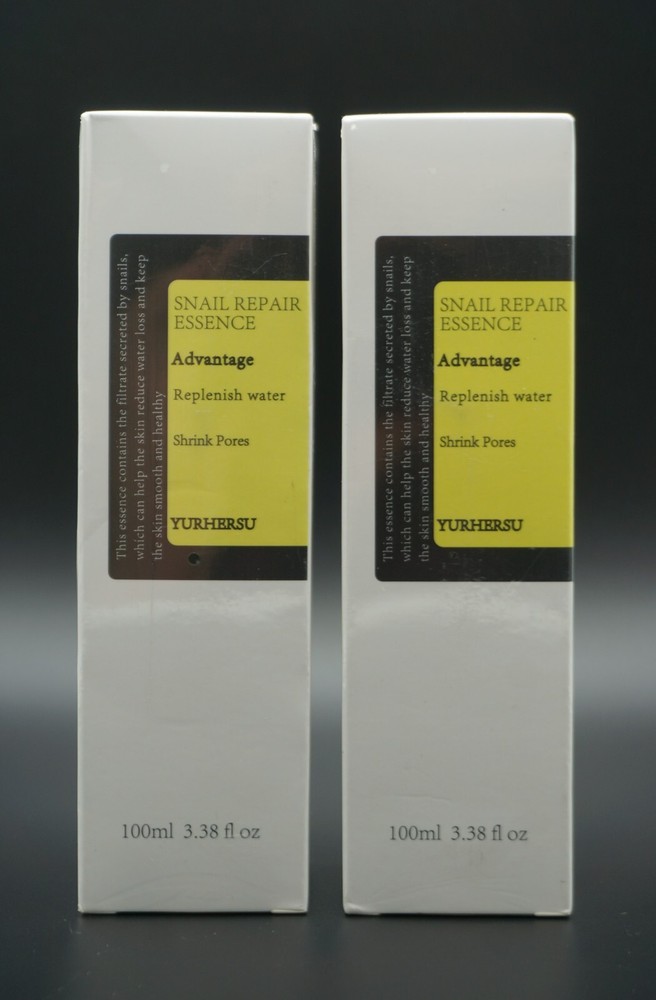 This essence contains the filtrate secreted by snails,
which can help the skin reduce water loss and keep
the skin smooth and healthy
SNAIL REPAIR
ESSENCE
Advantage
Replenish water
Shrink Pores
YURHERSU
100ml 3.38 fl oz
This essence contains the filtrate secreted by snails,
which can help the skin reduce water loss and keep
the skin smooth and healthy
SNAIL REPAIR
ESSENCE
Advantage
Replenish water
Shrink Pores
YURHERSU
100ml 3.38 fl oz